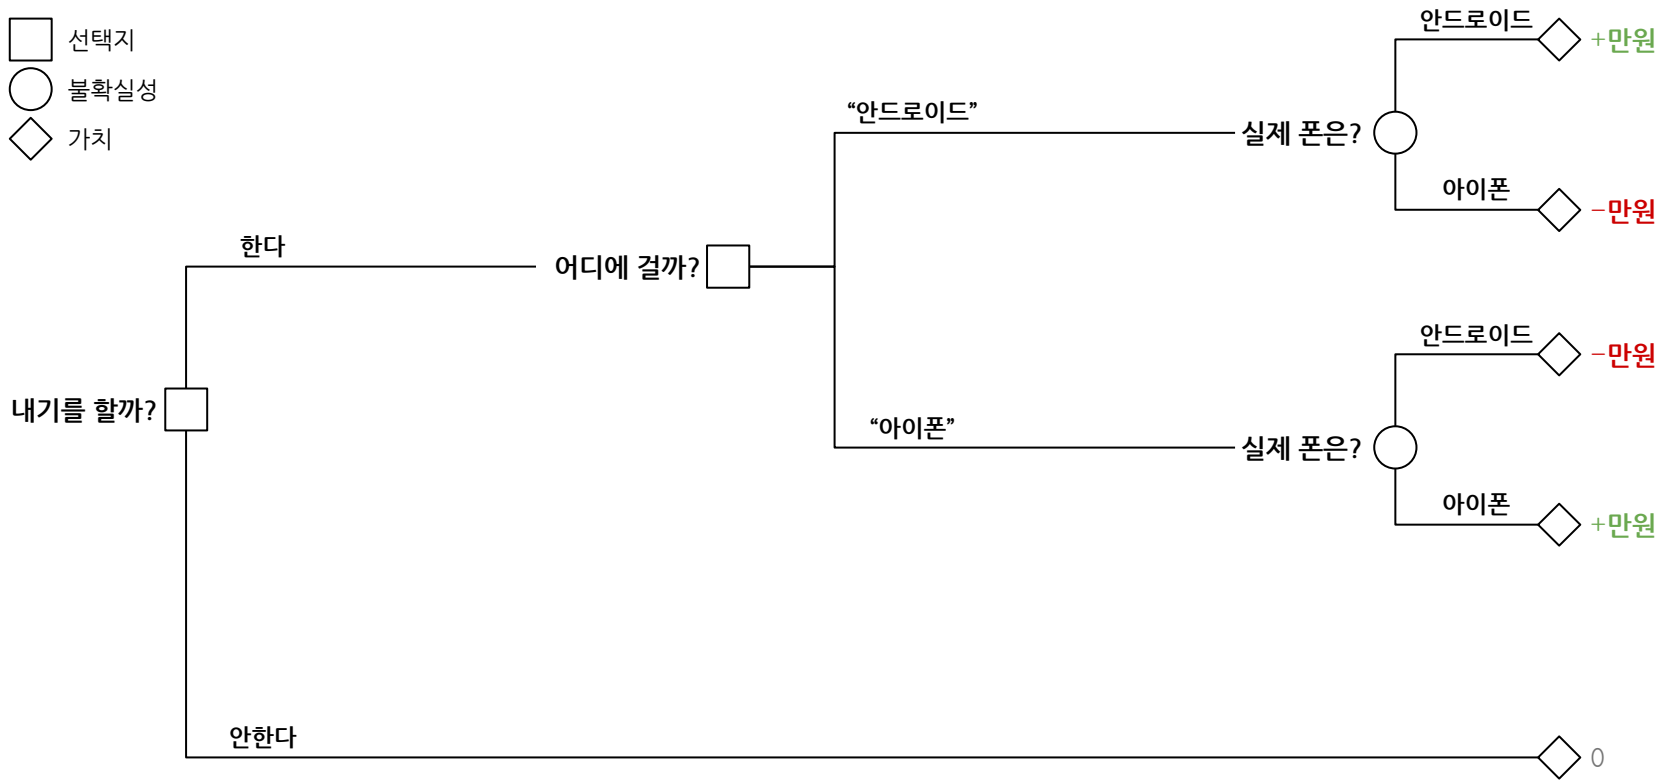 선택지
불확실성
가치
안드로이드
+만원
“안드로이드”
실제 폰은?
아이폰
−만원
한다
어디에 걸까?
안드로이드
−만원
내기를 할까?
“아이폰”
실제 폰은?
아이폰
+만원
안한다
0